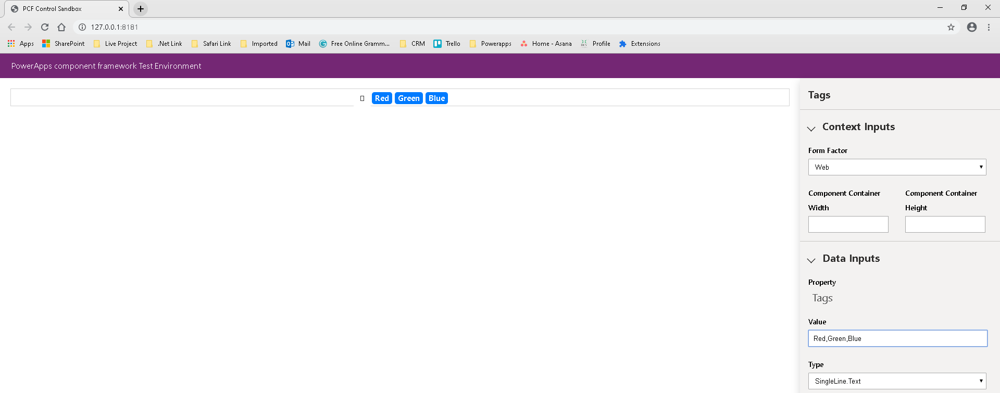 PCF Control Sandbox
127.0.0.1:8181
Apps SharePoint Live Project .Net Link Safari Link Imported Mail Free Online Gramm... CRM Trello Powerapps Home - Asana Profile Extensions
PowerApps component framework Test Environment
Red Green Blue
Tags
Context Inputs
Form Factor
Web
Component Container Width
Component Container Height
Data Inputs
Property
Tags
Value
Red,Green,Blue
Type
SingleLine.Text